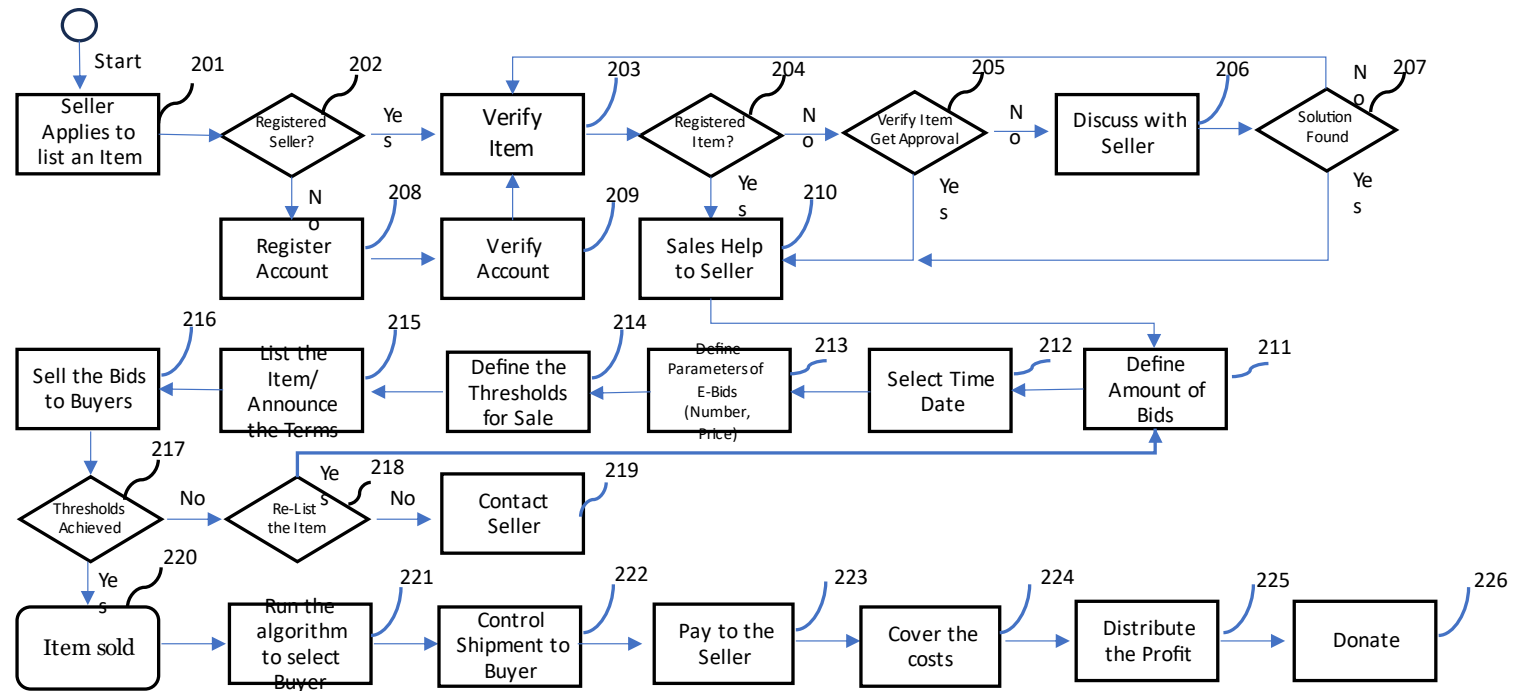 Start
201
202
203
204
205
206
207
Seller
Applies to
list an Item
Registered
Seller?
Ye
s
Verify
Item
Registered
Item?
N
o
Verify Item
Get Approval
N
o
Discuss with
Seller
N
o
Solution
Found
N
o
208
209
Ye
s
210
Ye
s
Ye
s
Register
Account
Verify
Account
Sales Help
to Seller
216
215
214
213
212
211
Sell the Bids
to Buyers
List the
Item/
Announce
the Terms
Define the
Thresholds
for Sale
Define
Parameters of
E-Bids
(Number,
Price)
Select Time
Date
Define
Amount of
Bids
217
Ye
s
218
219
Thresholds
Achieved
No
Re-List
the Item
No
Contact
Seller
Ye
s
220
221
222
223
224
225
226
Item sold
Run the
algorithm
to select
Buyer
Control
Shipment to
Buyer
Pay to the
Seller
Cover the
costs
Distribute
the Profit
Donate